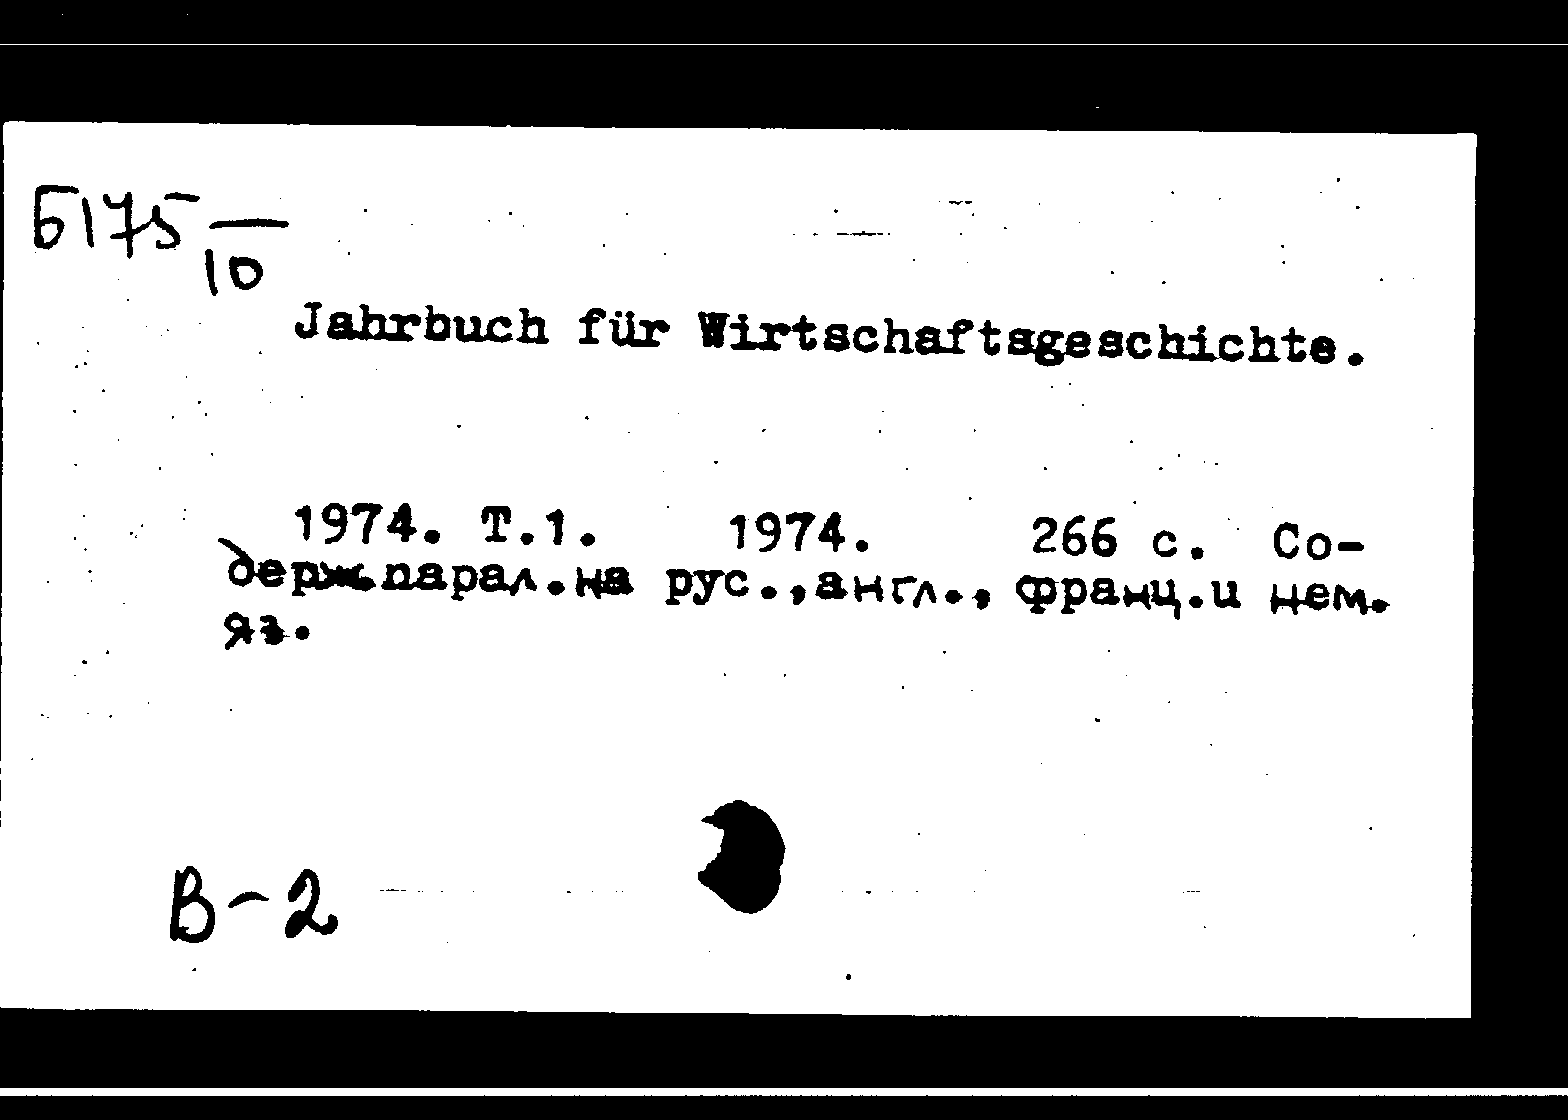 Б175—
10
Jahrbuch für Wirtschaftsgeschichte.
1974. Т.1. 1974. 266 с. Со-
держ.парал.на рус.,англ., франц.и нем.
яз.
В-2